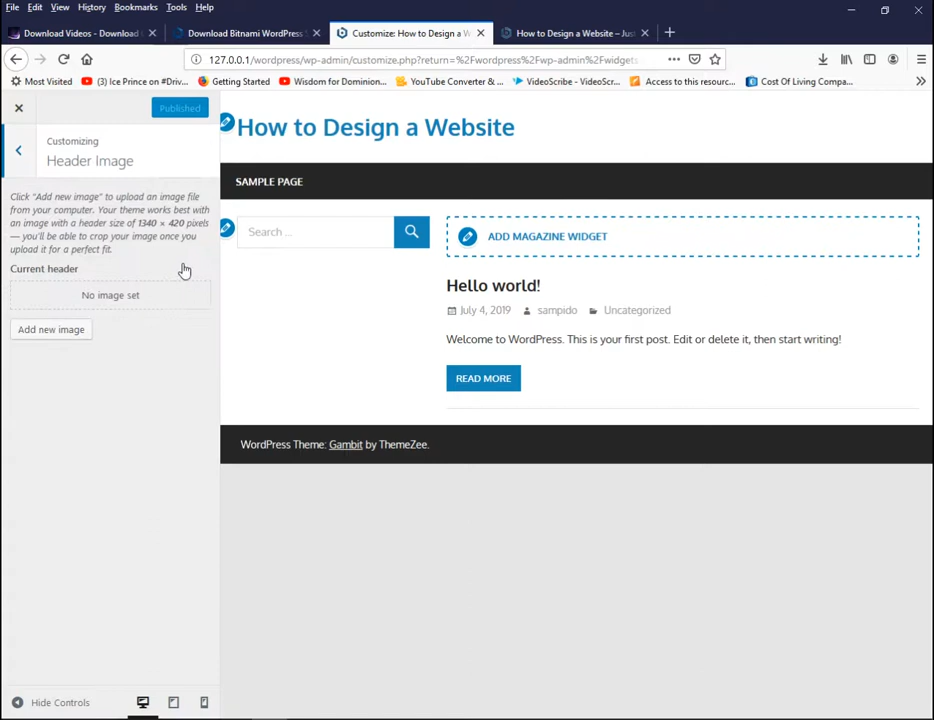 File Edit View History Bookmarks Tools Help
Download Videos - Download
Download Bitnami WordPress
Customize: How to Design a W
How to Design a Website – Jus
127.0.0.1/wordpress/wp-admin/customize.php?return=%2Fwordpress%2Fwp-admin%2Fwidgets
Most Visited
(3) Ice Prince on #Driv...
Getting Started
Wisdom for Dominion...
YouTube Converter & ...
VideoScribe - VideoScr...
Access to this resourc...
Cost Of Living Compa...
Published
Customizing
Header Image
Click "Add new image" to upload an image file
from your computer. Your theme works best with
an image with a header size of 1340 × 420 pixels
— you'll be able to crop your image once you
upload it for a perfect fit.
Current header
No image set
Add new image
Hide Controls
How to Design a Website
SAMPLE PAGE
Search ...
ADD MAGAZINE WIDGET
Hello world!
July 4, 2019 sampido Uncategorized
Welcome to WordPress. This is your first post. Edit or delete it, then start writing!
READ MORE
WordPress Theme: Gambit by ThemeZee.